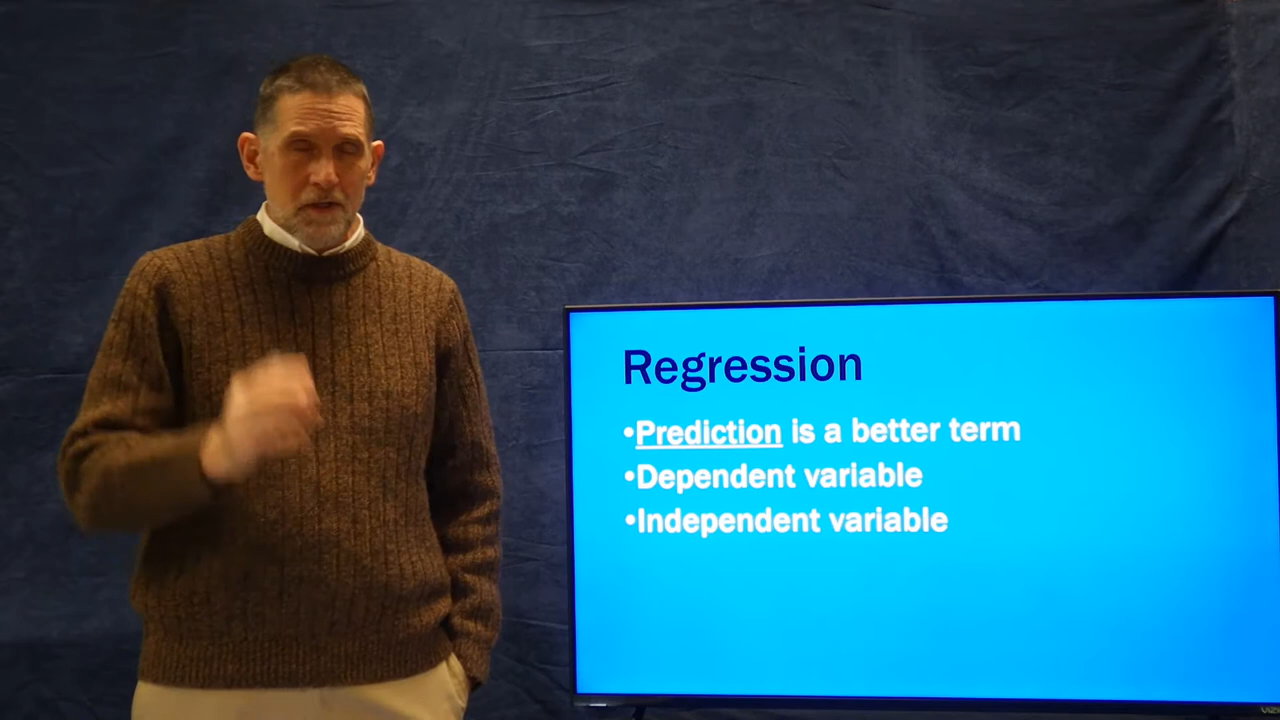 Regression
•Prediction is a better term
•Dependent variable
•Independent variable